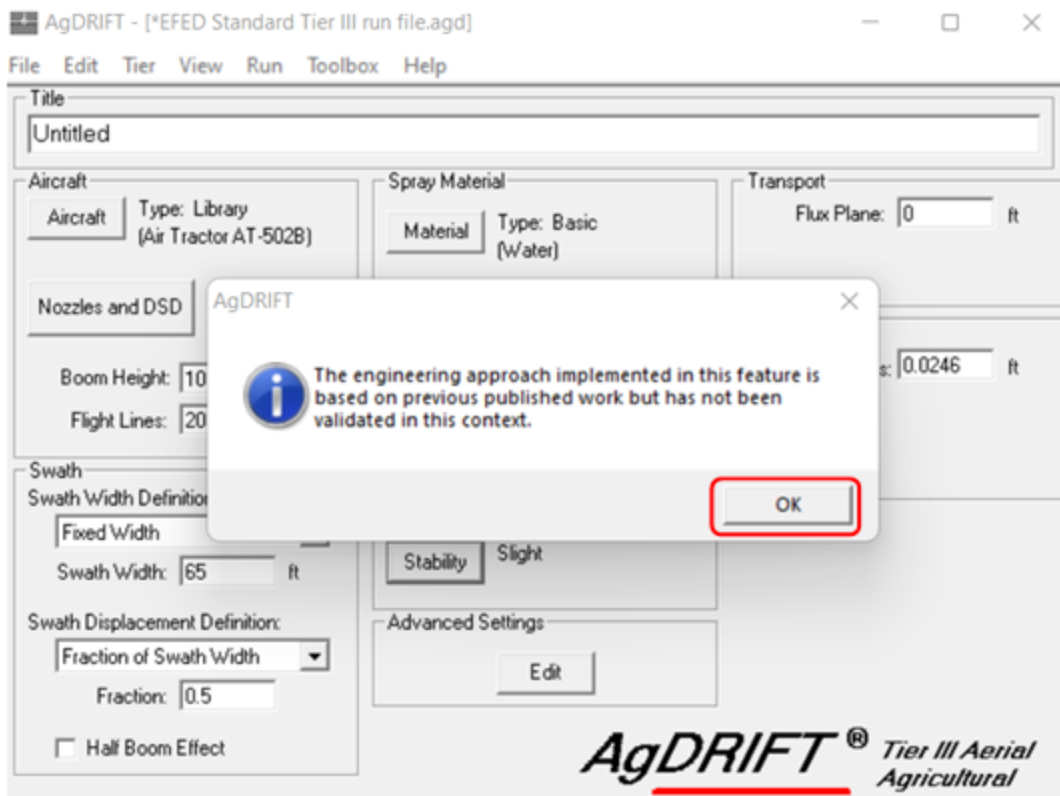 AgDRIFT - [*EFED Standard Tier III run file.agd]
File Edit Tier View Run Toolbox Help
Title
Untitled
Aircraft
Aircraft
Type: Library
(Air Tractor AT-502B)
Nozzles and DSD
Boom Height: 10
Flight Lines: 20
Spray Material
Material
Type: Basic
(Water)
Transport
Flux Plane: 0 ft
0.0246 ft
AgDRIFT
The engineering approach implemented in this feature is
based on previous published work but has not been
validated in this context.
OK
Swath
Swath Width Definition
Fixed Width
Swath Width: 65 ft
Swath Displacement Definition:
Fraction of Swath Width
Fraction: 0.5
Half Boom Effect
Stability
Slight
Advanced Settings
Edit
AgDRIFT® Tier III Aerial
Agricultural